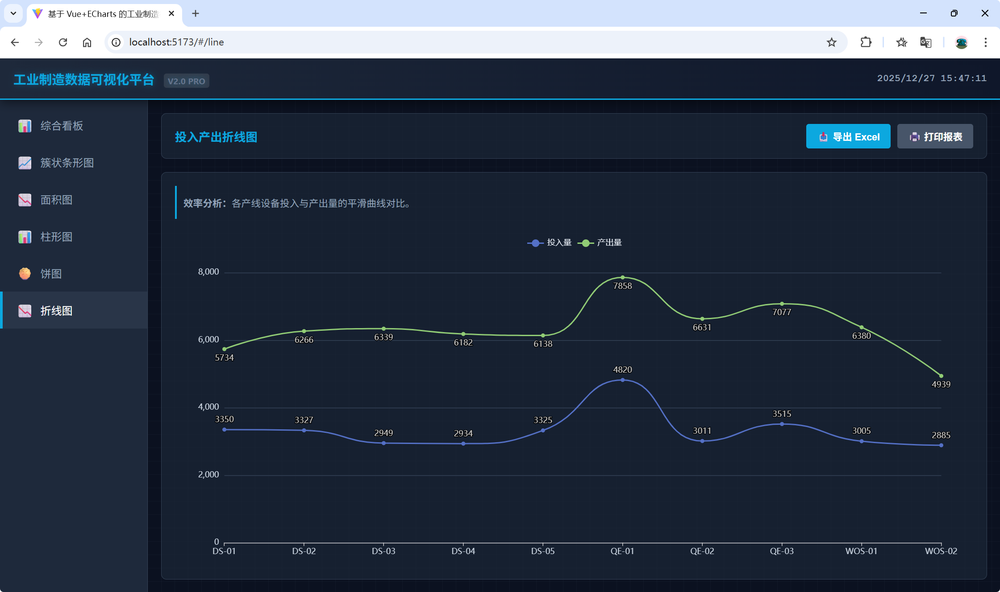 基于 Vue+ECharts 的工业制造
localhost:5173/#/line
工业制造数据可视化平台 V2.0 PRO
2025/12/27 15:47:11
综合看板
簇状条形图
面积图
柱形图
饼图
折线图
投入产出折线图
导出 Excel
打印报表
效率分析：各产线设备投入与产出量的平滑曲线对比。
投入量 产出量
8,000
6,000
4,000
2,000
0
5734 6266 6339 6182 6138 7858 6631 7077 6380 4939
3350 3327 2949 2934 3325 4820 3011 3515 3005 2885
DS-01 DS-02 DS-03 DS-04 DS-05 QE-01 QE-02 QE-03 WOS-01 WOS-02